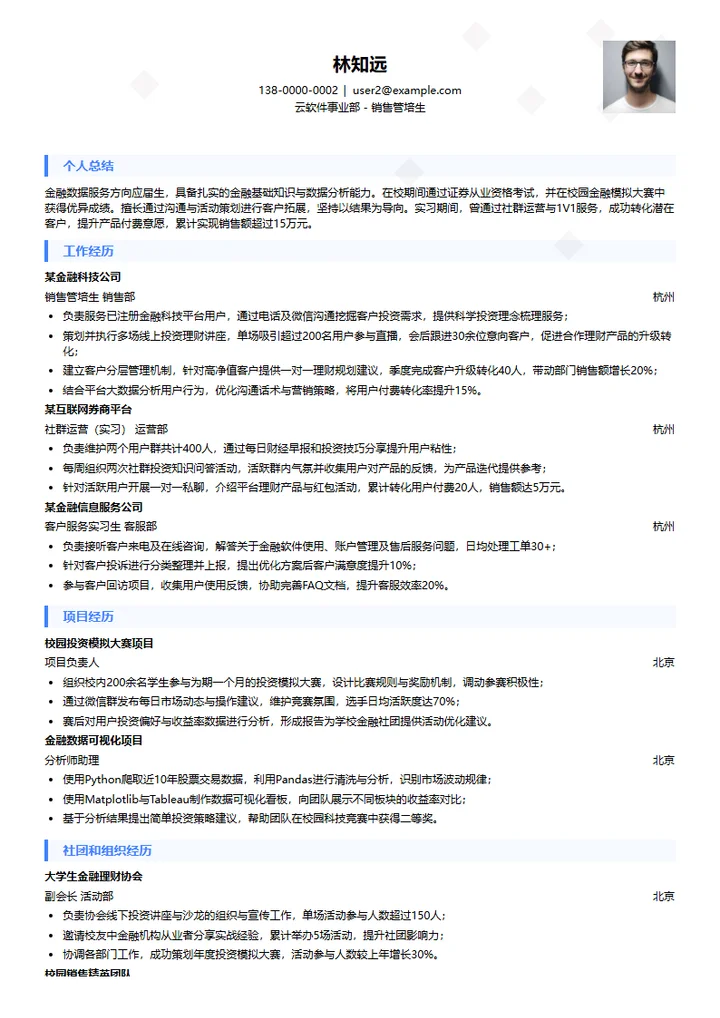 林知远
138-0000-0002 | user2@example.com
云软件事业部 - 销售管培生
个人总结
金融数据服务方向应届生，具备扎实的金融基础知识与数据分析能力。在校期间通过证券从业资格考试，并在校园金融模拟大赛中
获得优异成绩。擅长通过沟通与活动策划进行客户拓展，坚持以结果为导向。实习期间，曾通过社群运营与1V1服务，成功转化潜在
客户，提升产品付费意愿，累计实现销售额超过15万元。
工作经历
某金融科技公司
销售管培生 销售部 杭州
• 负责服务已注册金融科技平台用户，通过电话及微信沟通挖掘客户投资需求，提供科学投资理念梳理服务；
• 策划并执行多场线上投资理财讲座，单场吸引超过200名用户参与直播，会后跟进30余位意向客户，促进合作理财产品的升级转
化；
• 建立客户分层管理机制，针对高净值客户提供一对一理财规划建议，季度完成客户升级转化40人，带动部门销售额增长20%；
• 结合平台大数据分析用户行为，优化沟通话术与营销策略，将用户付费转化率提升15%。
某互联网券商平台
社群运营（实习） 运营部 杭州
• 负责维护两个用户群共计400人，通过每日财经早报和投资技巧分享提升用户粘性；
• 每周组织两次社群投资知识问答活动，活跃群内气氛并收集用户对产品的反馈，为产品迭代提供参考；
• 针对活跃用户开展一对一私聊，介绍平台理财产品与红包活动，累计转化用户付费20人，销售额达5万元。
某金融信息服务公司
客户服务实习生 客服部 杭州
• 负责接听客户来电及在线咨询，解答关于金融软件使用、账户管理及售后服务问题，日均处理工单30+；
• 针对客户投诉进行分类整理并上报，提出优化方案后客户满意度提升10%；
• 参与客户回访项目，收集用户使用反馈，协助完善FAQ文档，提升客服效率20%。
项目经历
校园投资模拟大赛项目
项目负责人 北京
• 组织校内200余名学生参与为期一个月的投资模拟大赛，设计比赛规则与奖励机制，调动参赛积极性；
• 通过微信群发布每日市场动态与操作建议，维护竞赛氛围，选手日均活跃度达70%；
• 赛后对用户投资偏好与收益率数据进行分析，形成报告为学校金融社团提供活动优化建议。
金融数据可视化项目
分析师助理 北京
• 使用Python爬取近10年股票交易数据，利用Pandas进行清洗与分析，识别市场波动规律；
• 使用Matplotlib与Tableau制作数据可视化看板，向团队展示不同板块的收益率对比；
• 基于分析结果提出简单投资策略建议，帮助团队在校园科技竞赛中获得二等奖。
社团和组织经历
大学生金融理财协会
副会长 活动部 北京
• 负责协会线下投资讲座与沙龙的组织与宣传工作，单场活动参与人数超过150人；
• 邀请校友中金融机构从业者分享实战经验，累计举办5场活动，提升社团影响力；
• 协调各部门工作，成功策划年度投资模拟大赛，活动参与人数较上年增长30%。
校园销售精英团队